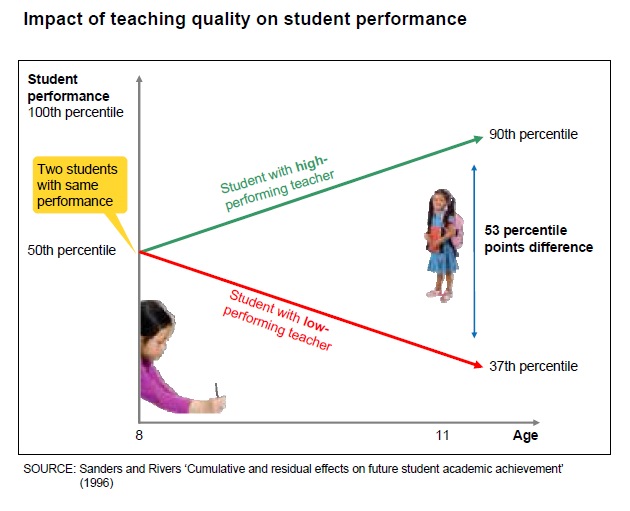 Impact of teaching quality on student performance
Student
performance
100th percentile
90th percentile
Student with high-
performing teacher
Two students
with same
performance
53 percentile
points difference
50th percentile
Student with low-
performing teacher
37th percentile
8
11
Age
SOURCE: Sanders and Rivers ‘Cumulative and residual effects on future student academic achievement’
(1996)